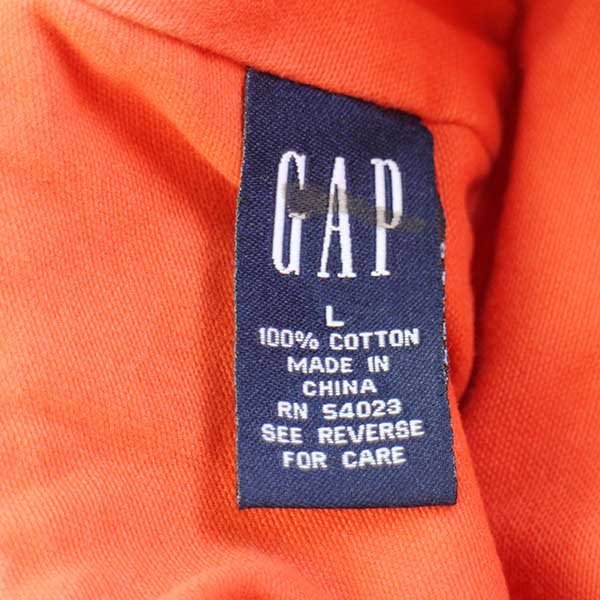 GAP
L
100% COTTON
MADE IN
CHINA
RN 54023
SEE REVERSE
FOR CARE